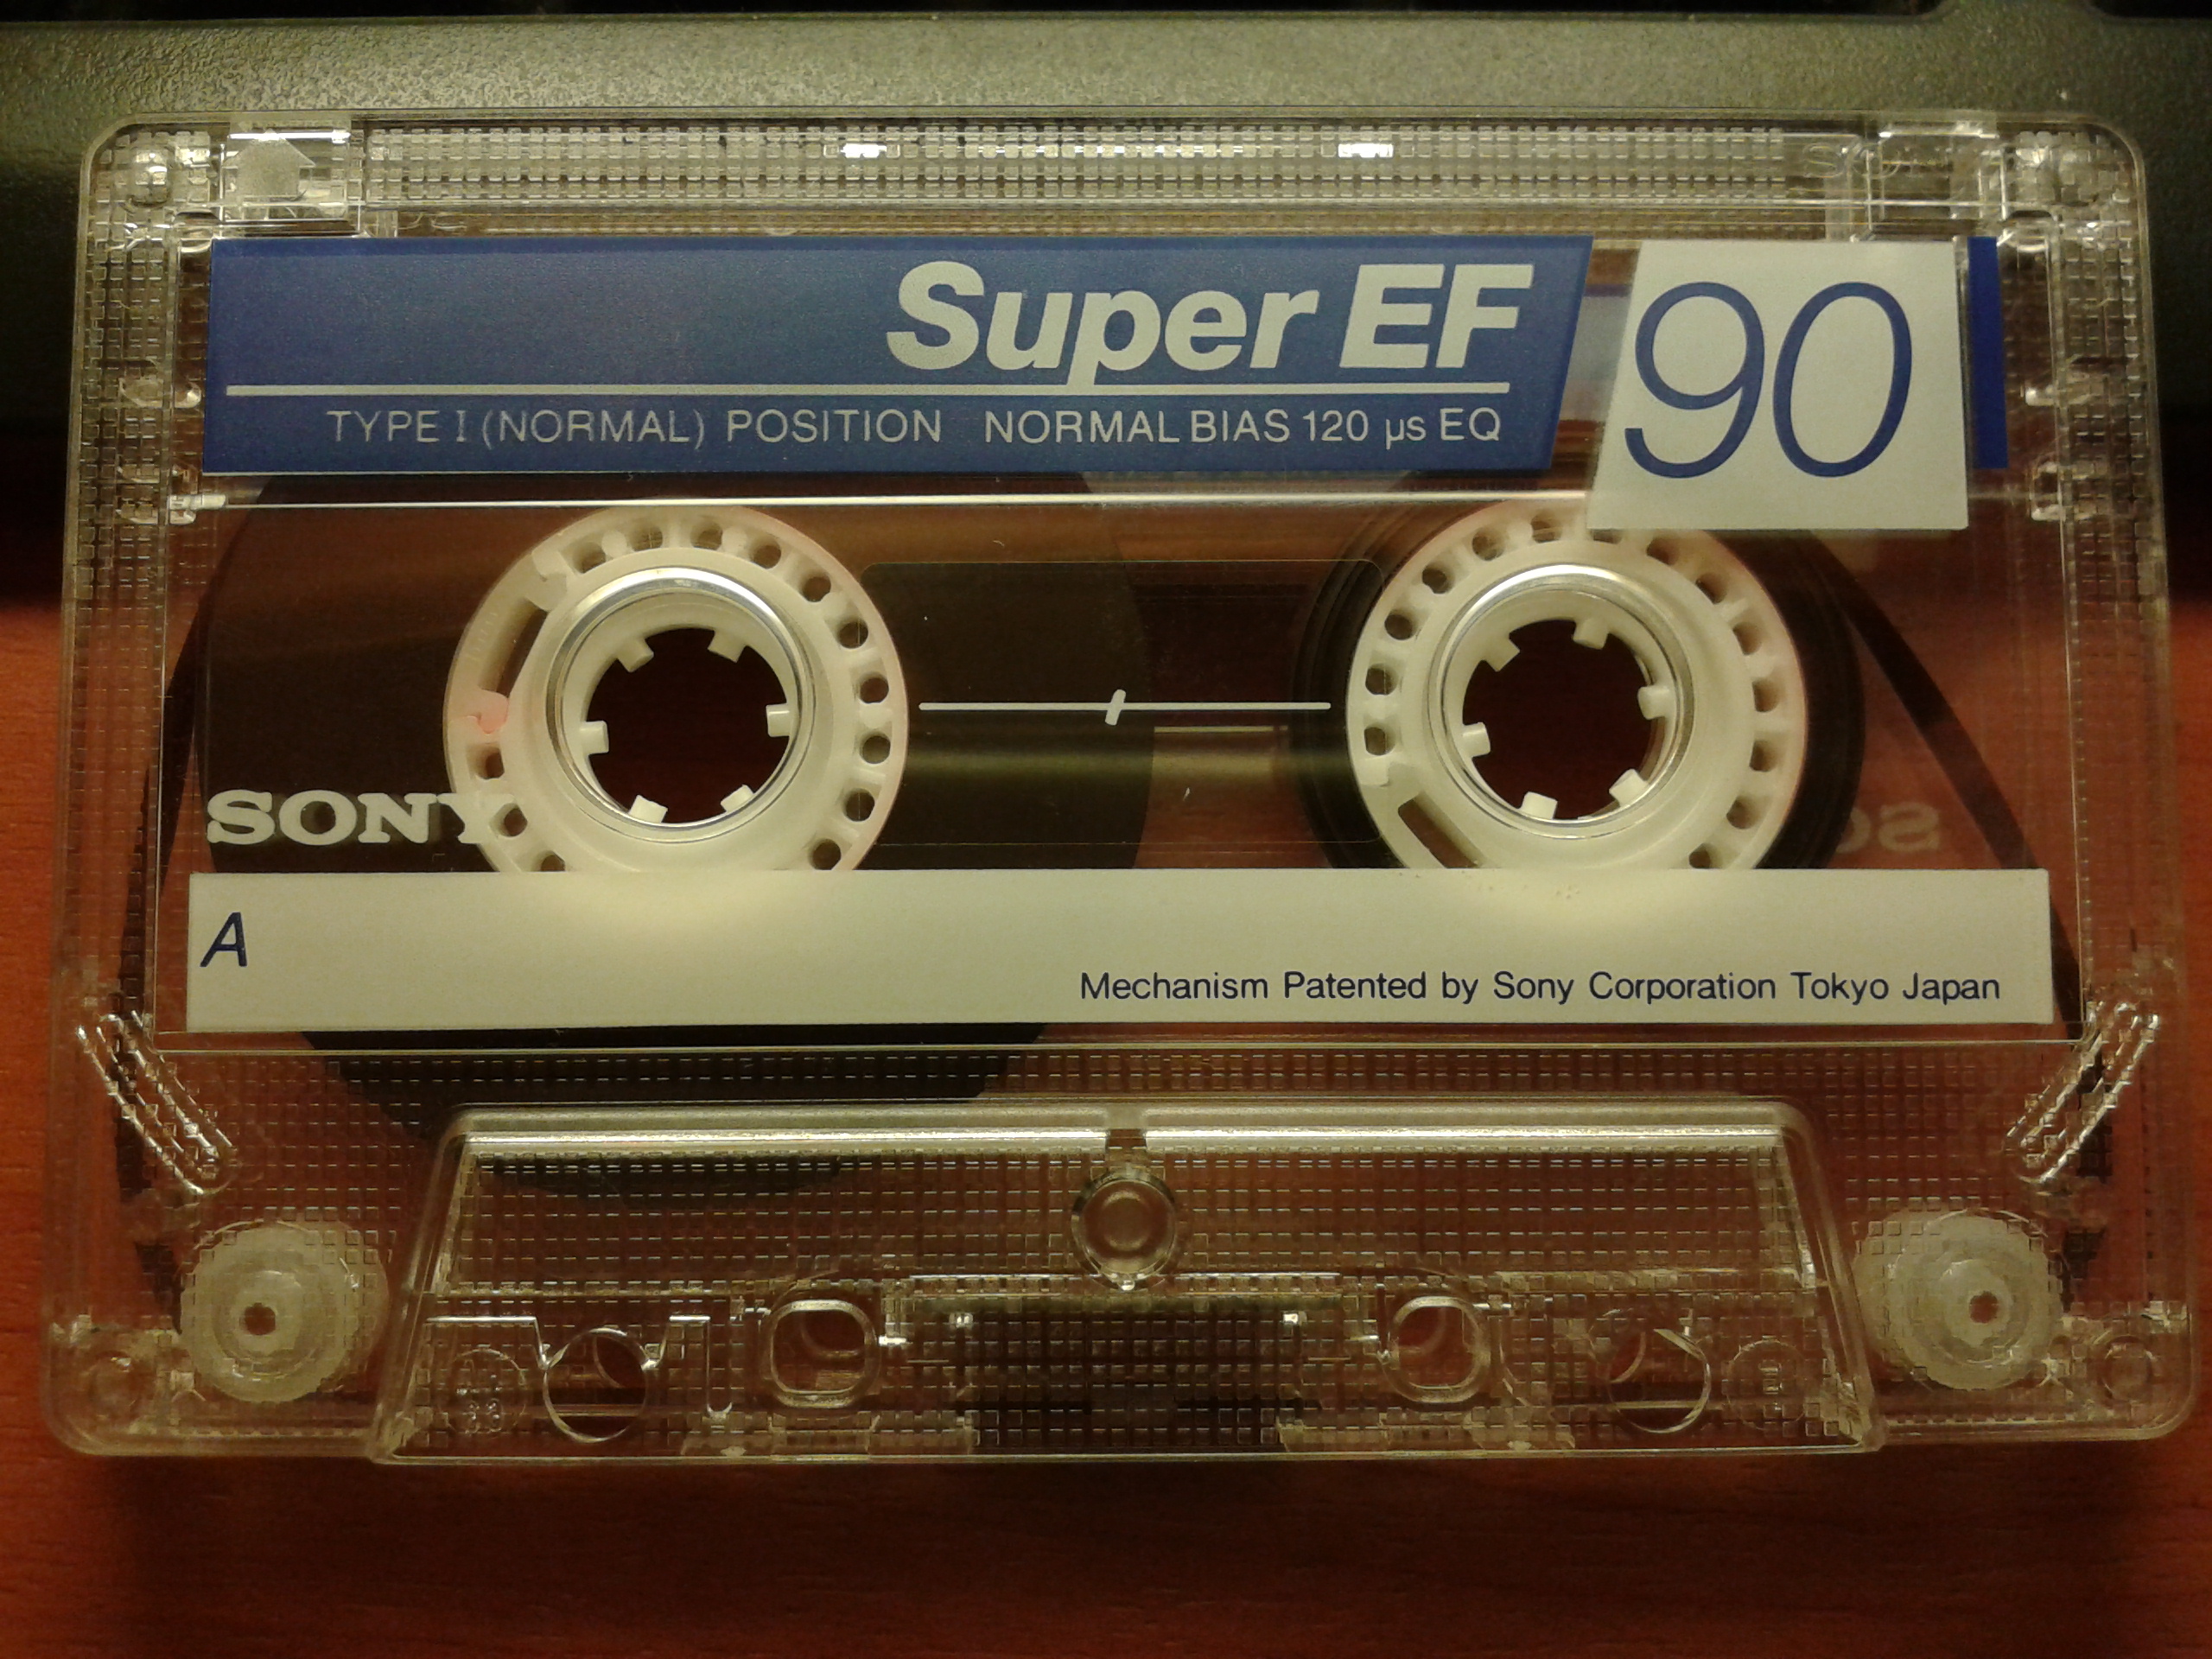 Super EF
90
TYPE I (NORMAL) POSITION NORMAL BIAS 120 µs EQ
SONY
A
Mechanism Patented by Sony Corporation Tokyo Japan